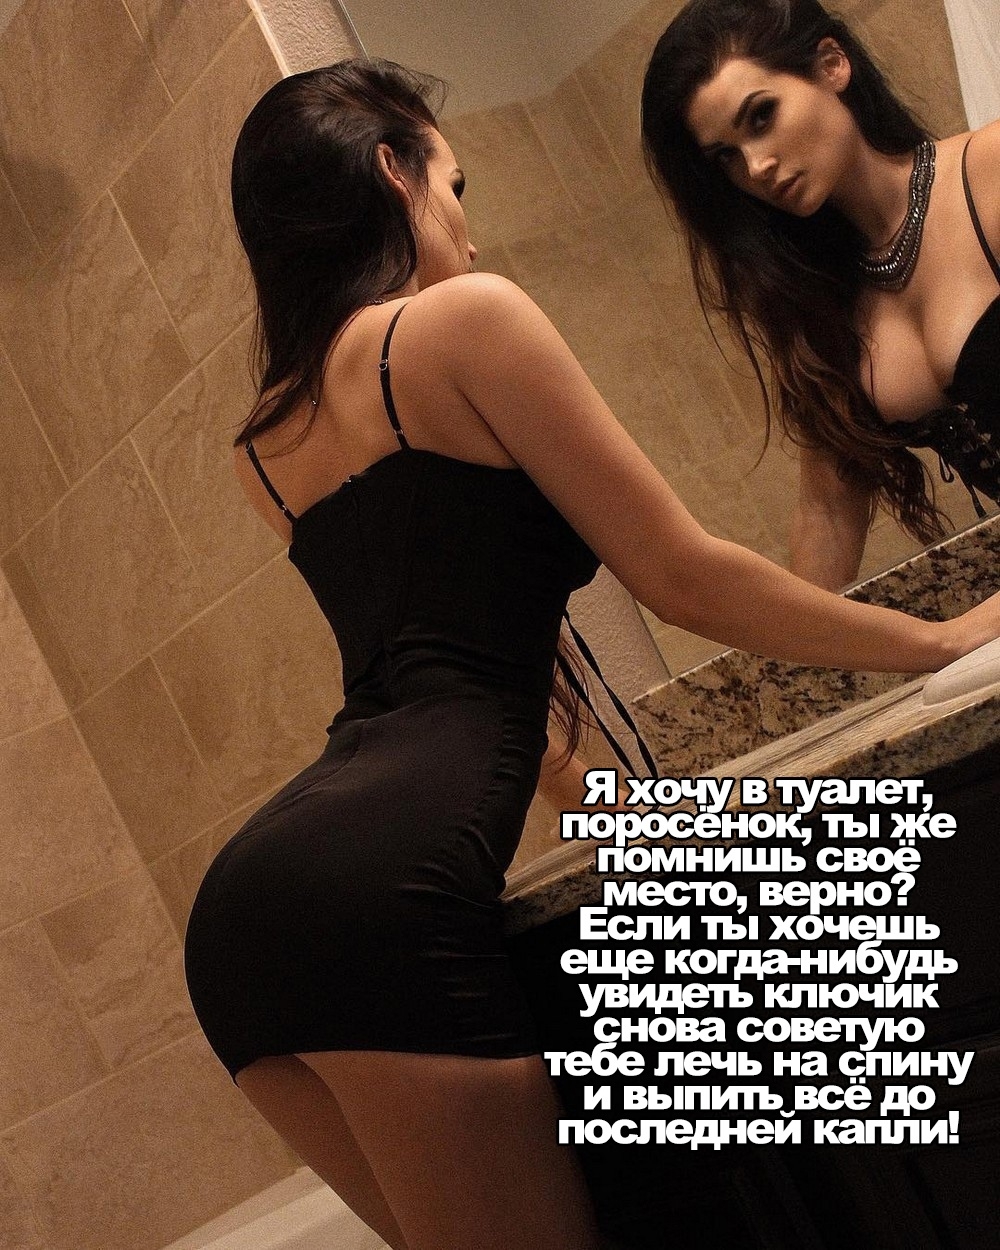 Я хочу в туалет,
поросёнок, ты же
помнишь своё
место, верно?
Если ты хочешь
еще когда-нибудь
увидеть ключик
снова советую
тебе лечь на спину
и выпить всё до
последней капли!